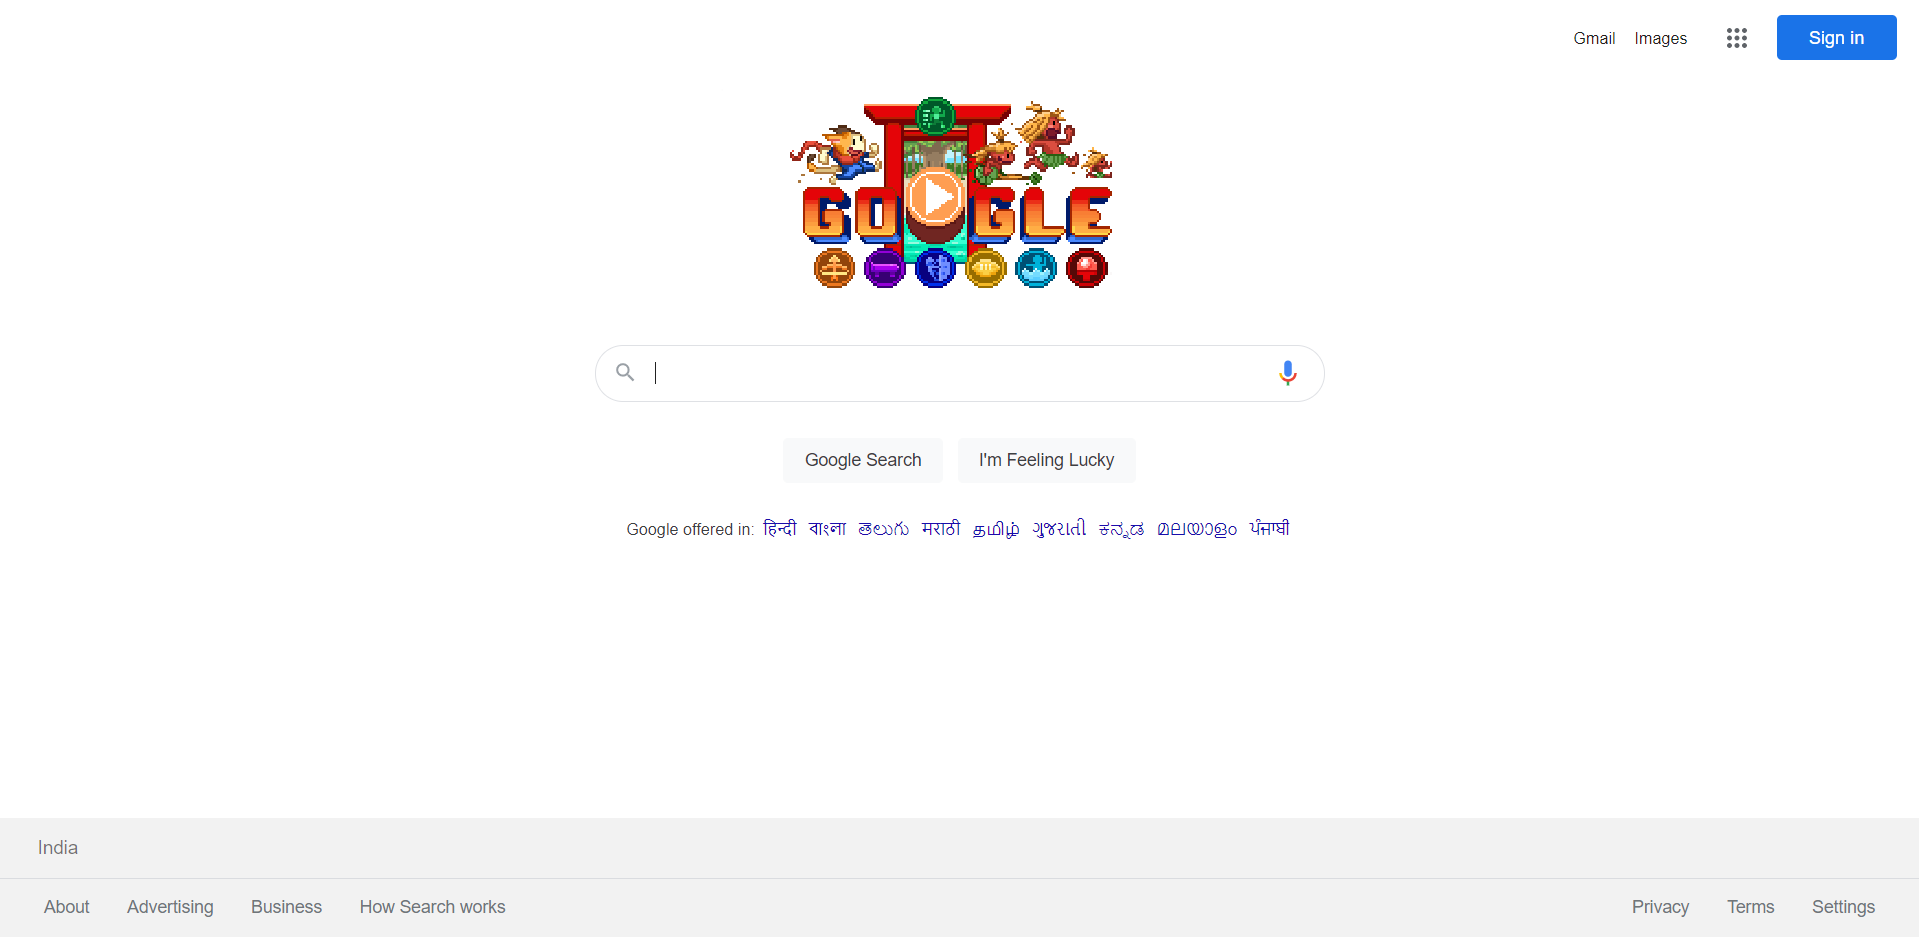 Gmail Images Sign in
GOOGLE
Google Search I'm Feeling Lucky
Google offered in: हिन्दी বাংলা తెలుగు मराठी தமிழ் ગુજરાતી ಕನ್ನಡ മലയാളം ਪੰਜਾਬੀ
India
About Advertising Business How Search works Privacy Terms Settings